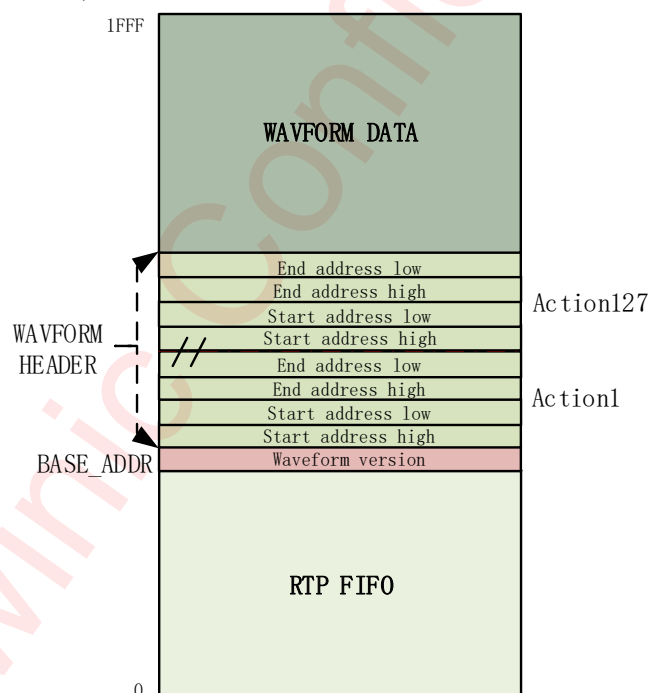 1FFF
WAVFORM DATA
End address low
End address high
Start address low
Start address high
Action127
WAVFORM
HEADER
End address low
End address high
Start address low
Start address high
Action1
BASE_ADDR
Waveform version
RTP FIFO
0